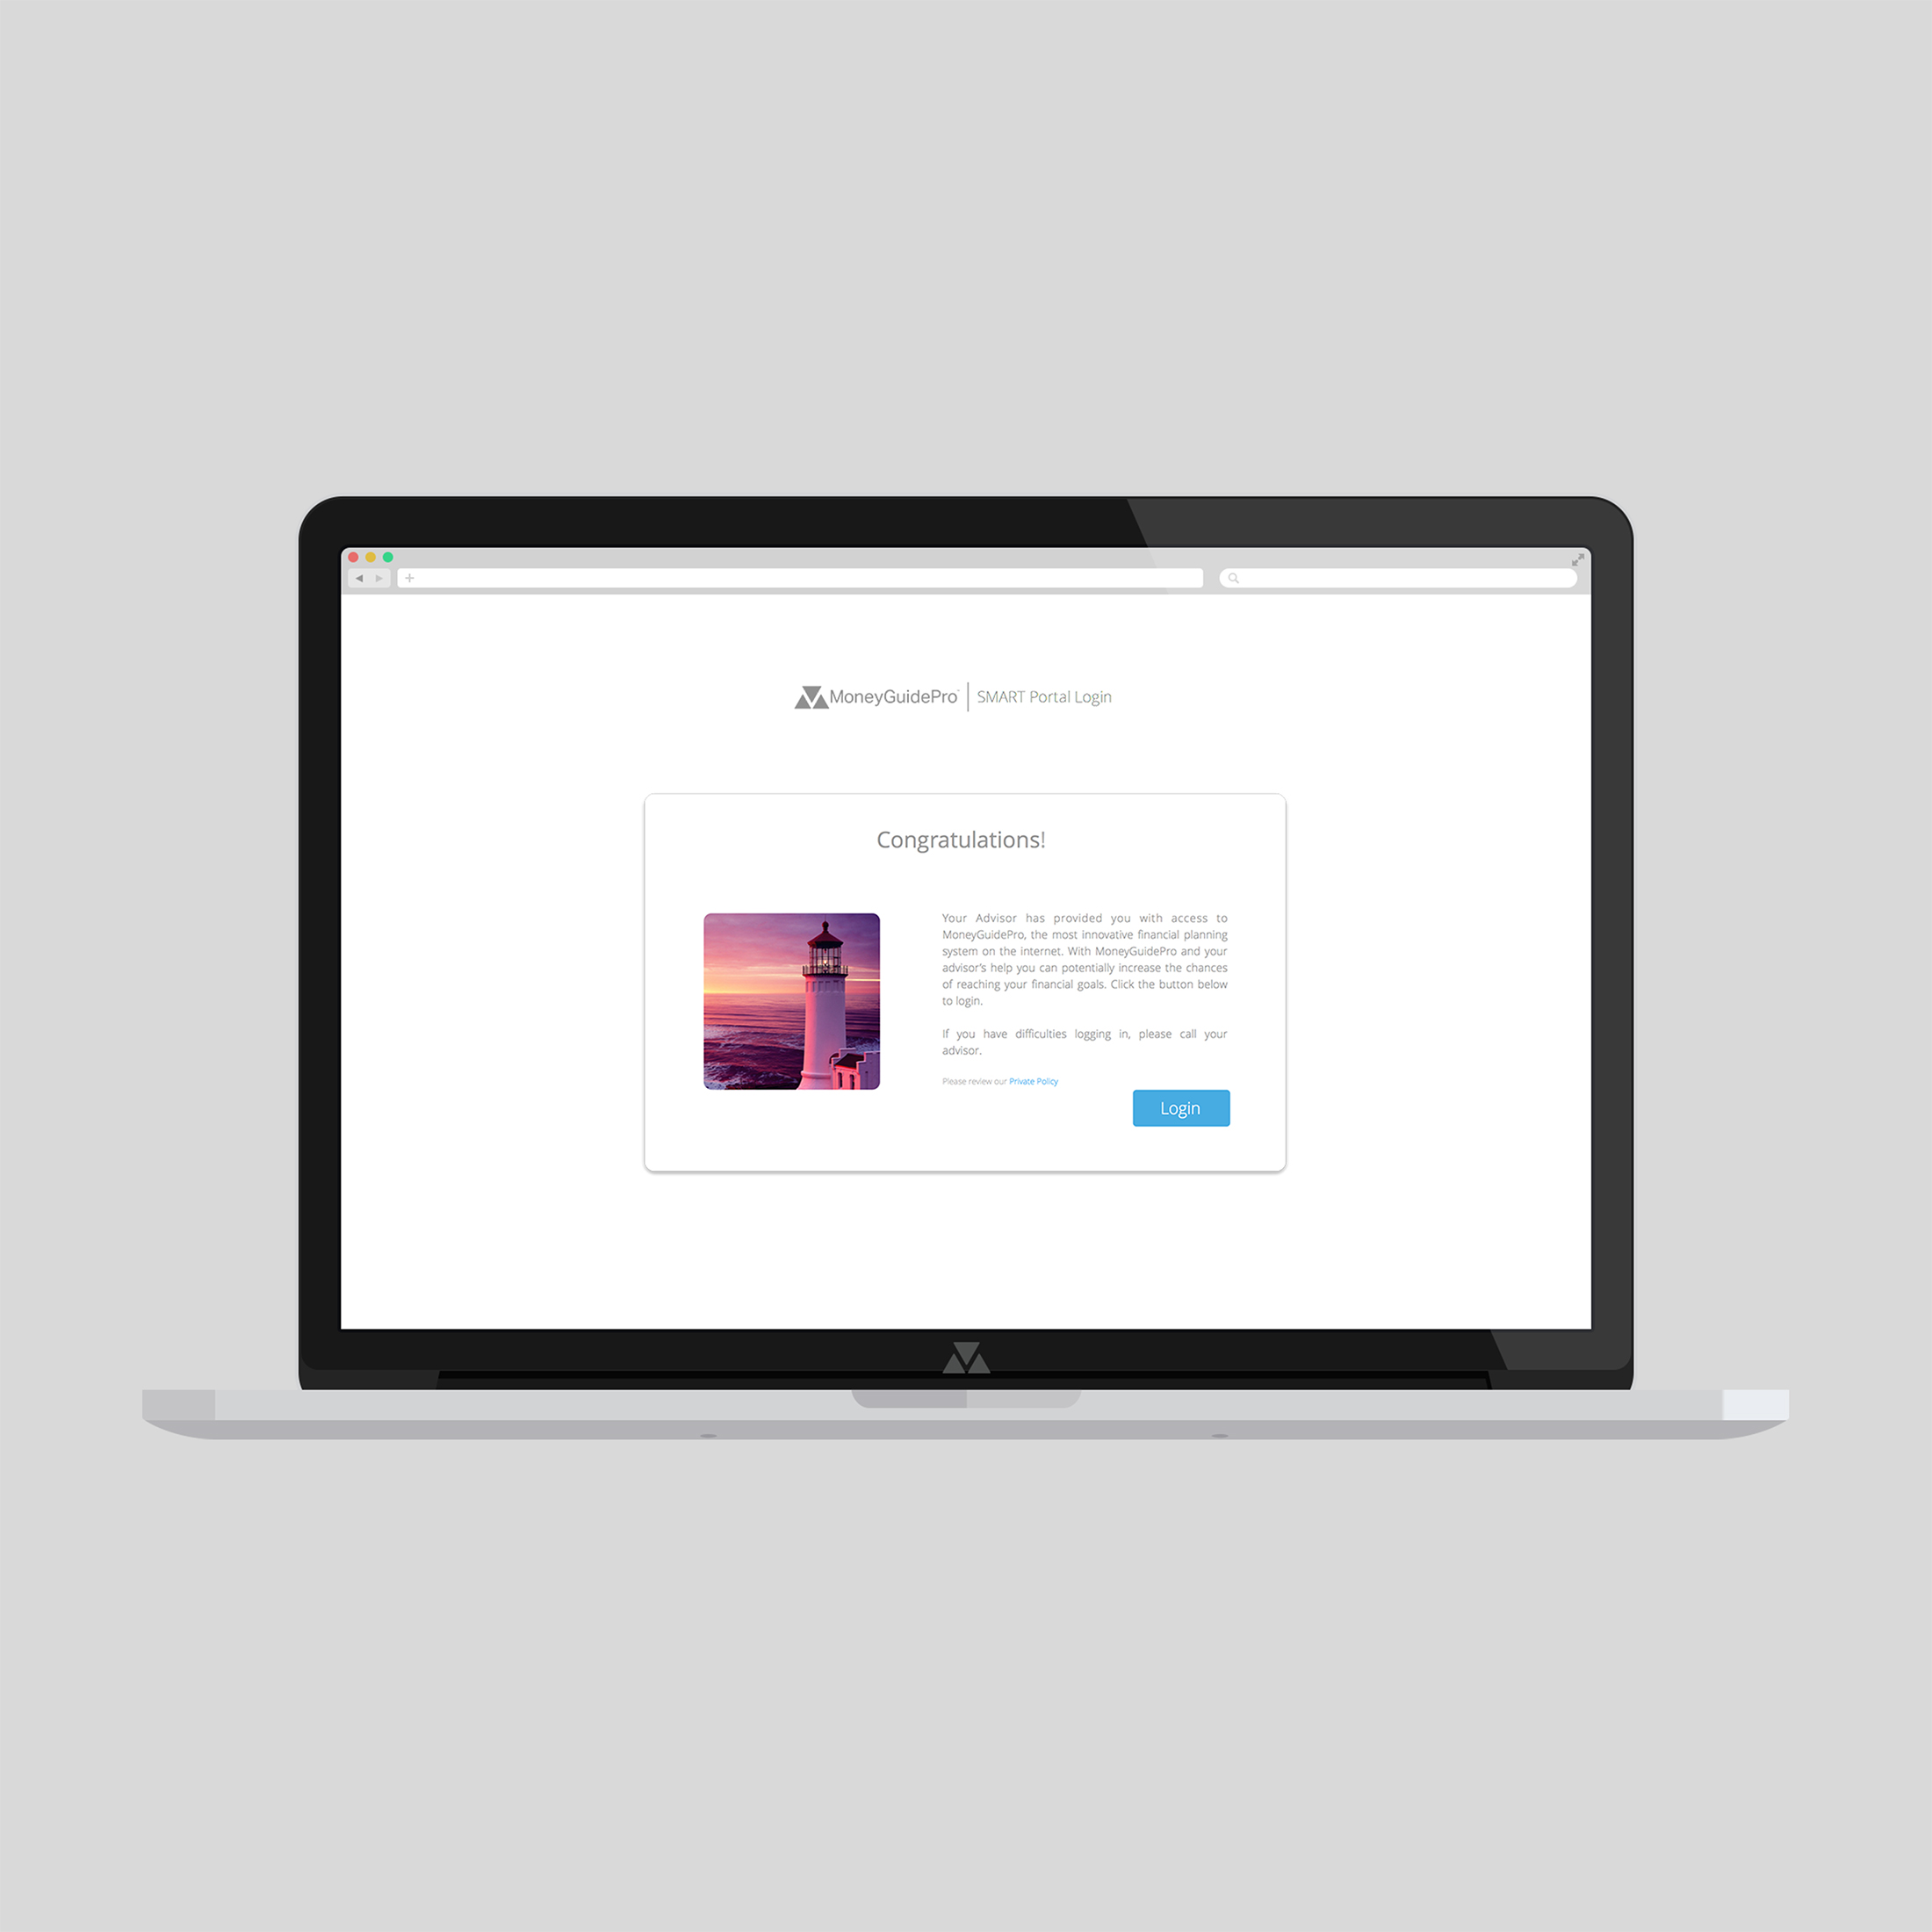 MoneyGuidePro | SMART Portal Login
Congratulations!
Your Advisor has provided you with access to
MoneyGuidePro, the most innovative financial planning
system on the internet. With MoneyGuidePro and your
advisor's help you can potentially increase the chances
of reaching your financial goals. Click the button below
to login.
If you have difficulties logging in, please call your
advisor.
Please review our Private Policy
Login